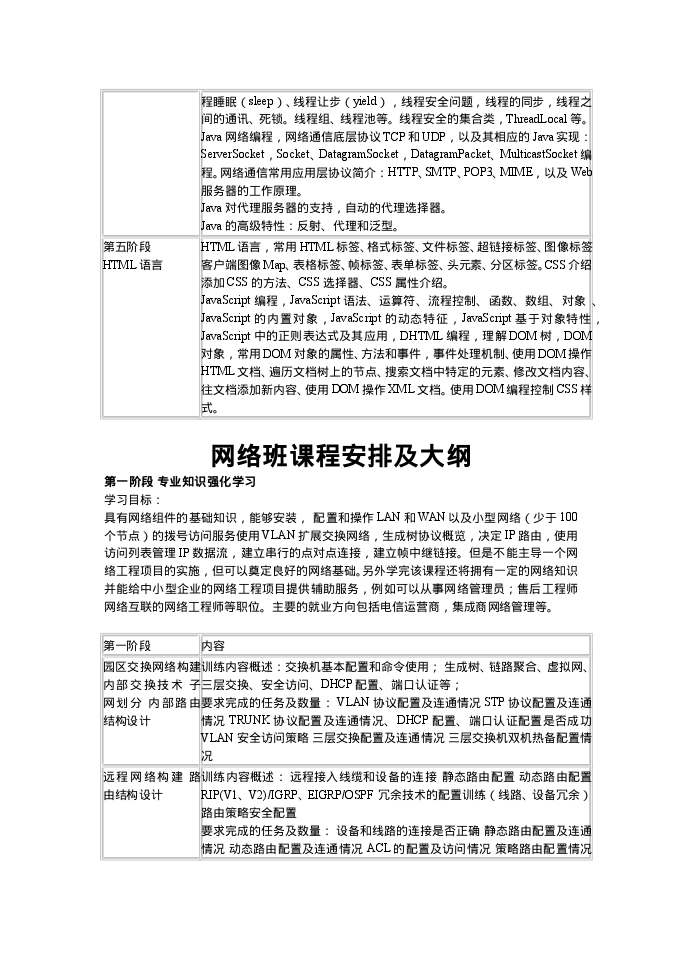 程睡眠（sleep）、线程让步（yield），线程安全问题，线程的同步，线程之
间的通讯、死锁。线程组、线程池等。线程安全的集合类，ThreadLocal 等。
Java 网络编程，网络通信底层协议 TCP 和 UDP，以及其相应的 Java 实现：
ServerSocket，Socket、DatagramSocket，DatagramPacket、MulticastSocket 编
程。网络通信常用应用层协议简介：HTTP、SMTP、POP3、MIME，以及 Web
服务器的工作原理。
Java 对代理服务器的支持，自动的代理选择器。
Java 的高级特性：反射、代理和泛型。
第五阶段
HTML 语言
HTML 语言，常用 HTML 标签、格式标签、文件标签、超链接标签、图像标签
客户端图像 Map、表格标签、帧标签、表单标签、头元素、分区标签。CSS 介绍
添加 CSS 的方法、CSS 选择器、CSS 属性介绍。
JavaScript 编程，JavaScript 语法、运算符、流程控制、函数、数组、对象、
JavaScript 的内置对象，JavaScript 的动态特征，JavaScript 基于对象特性，
JavaScript 中的正则表达式及其应用，DHTML 编程，理解 DOM 树，DOM
对象，常用 DOM 对象的属性、方法和事件，事件处理机制、使用 DOM 操作
HTML 文档、遍历文档树上的节点、搜索文档中特定的元素、修改文档内容、
往文档添加新内容、使用 DOM 操作 XML 文档。使用 DOM 编程控制 CSS 样
式。
网络班课程安排及大纲
第一阶段 专业知识强化学习
学习目标：
具有网络组件的基础知识，能够安装， 配置和操作 LAN 和 WAN 以及小型网络（少于 100
个节点）的拨号访问服务使用 VLAN 扩展交换网络，生成树协议概览，决定 IP 路由，使用
访问列表管理 IP 数据流，建立串行的点对点连接，建立帧中继链接。但是不能主导一个网
络工程项目的实施，但可以奠定良好的网络基础。另外学完该课程还将拥有一定的网络知识
并能给中小型企业的网络工程项目提供辅助服务，例如可以从事网络管理员；售后工程师
网络互联的网络工程师等职位。主要的就业方向包括电信运营商，集成商网络管理等。
第一阶段
内容
园区交换网络构建
内部交换技术 子
网划分 内部路由
结构设计
训练内容概述：交换机基本配置和命令使用； 生成树、链路聚合、虚拟网、
三层交换、安全访问、DHCP 配置、端口认证等；
要求完成的任务及数量： VLAN 协议配置及连通情况 STP 协议配置及连通
情况 TRUNK 协议配置及连通情况、DHCP 配置、端口认证配置是否成功
VLAN 安全访问策略 三层交换配置及连通情况 三层交换机双机热备配置情
况
远程网络构建 路
由结构设计
训练内容概述： 远程接入线缆和设备的连接 静态路由配置 动态路由配置
RIP(V1、V2)/IGRP、EIGRP/OSPF 冗余技术的配置训练（线路、设备冗余）
路由策略安全配置
要求完成的任务及数量： 设备和线路的连接是否正确 静态路由配置及连通
情况 动态路由配置及连通情况 ACL 的配置及访问情况 策略路由配置情况